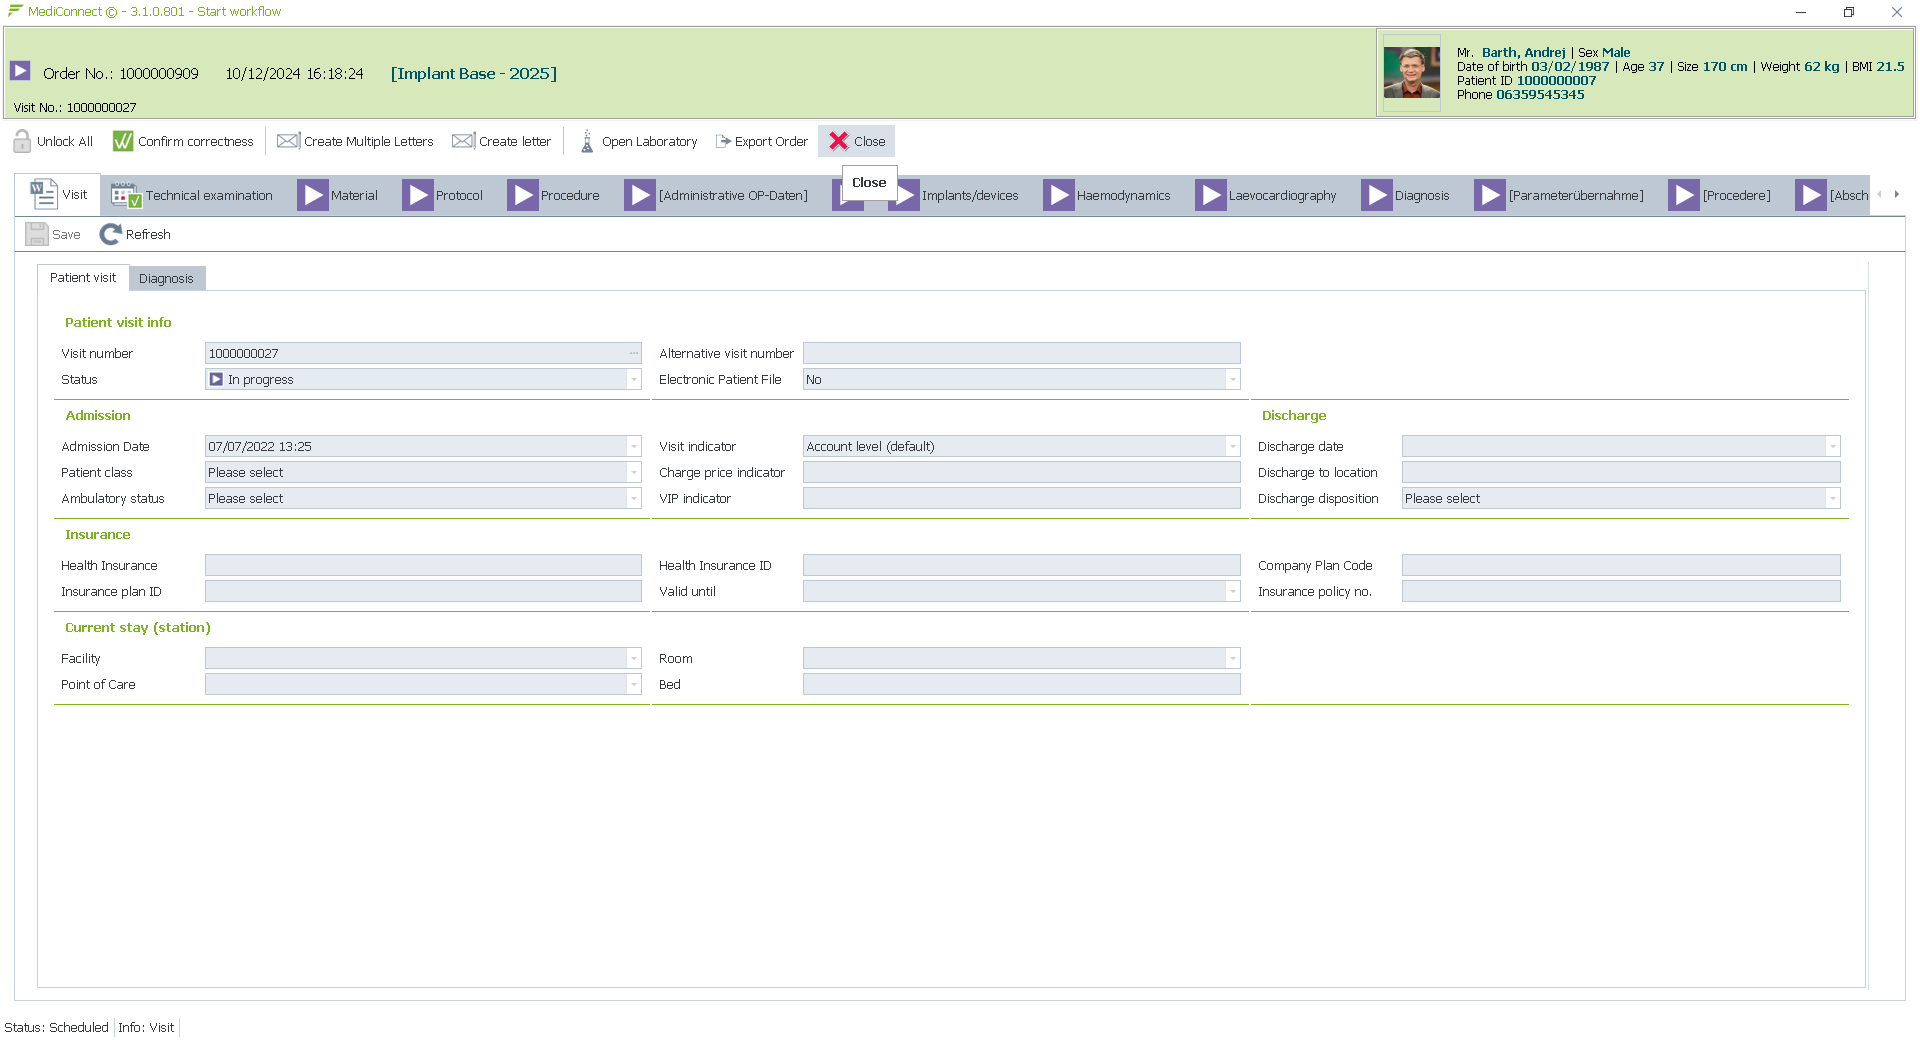 MediConnect © - 3.1.0.801 - Start workflow
Order No.: 1000000909 10/12/2024 16:18:24 [Implant Base - 2025]
Visit No.: 1000000027
Mr. Barth, Andrej | Sex Male
Date of birth 03/02/1987 | Age 37 | Size 170 cm | Weight 62 kg | BMI 21.5
Patient ID 1000000007
Phone 06359545345
Unlock All Confirm correctness Create Multiple Letters Create letter Open Laboratory Export Order Close
Close
Visit Technical examination Material Protocol Procedure [Administrative OP-Daten] Implants/devices Haemodynamics Laevocardiography Diagnosis [Parameterübernahme] [Procedere] [Absch
Save Refresh
Patient visit Diagnosis
Patient visit info
Visit number 1000000027 ... Alternative visit number
Status In progress Electronic Patient File No
Admission Discharge
Admission Date 07/07/2022 13:25 Visit indicator Account level (default) Discharge date
Patient class Please select Charge price indicator Discharge to location
Ambulatory status Please select VIP indicator Discharge disposition Please select
Insurance
Health Insurance Health Insurance ID Company Plan Code
Insurance plan ID Valid until Insurance policy no.
Current stay (station)
Facility Room
Point of Care Bed
Status: Scheduled Info: Visit